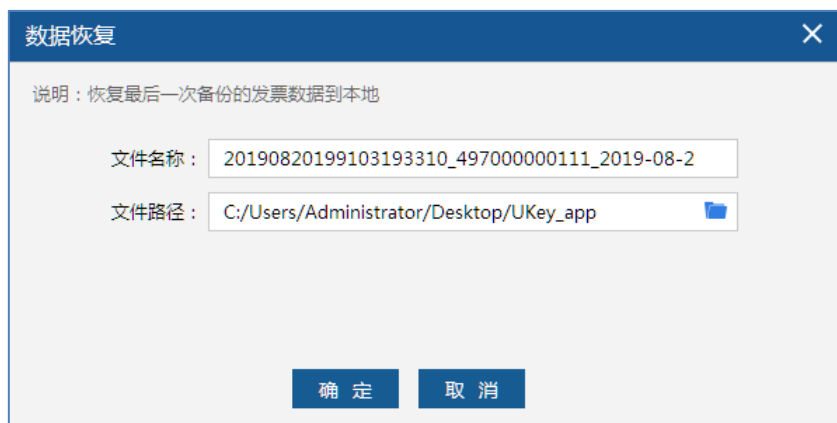 数据恢复
说明：恢复最后一次备份的发票数据到本地
文件名称： 20190820199103193310_497000000111_2019-08-2
文件路径： C:/Users/Administrator/Desktop/UKey_app
确 定 取 消